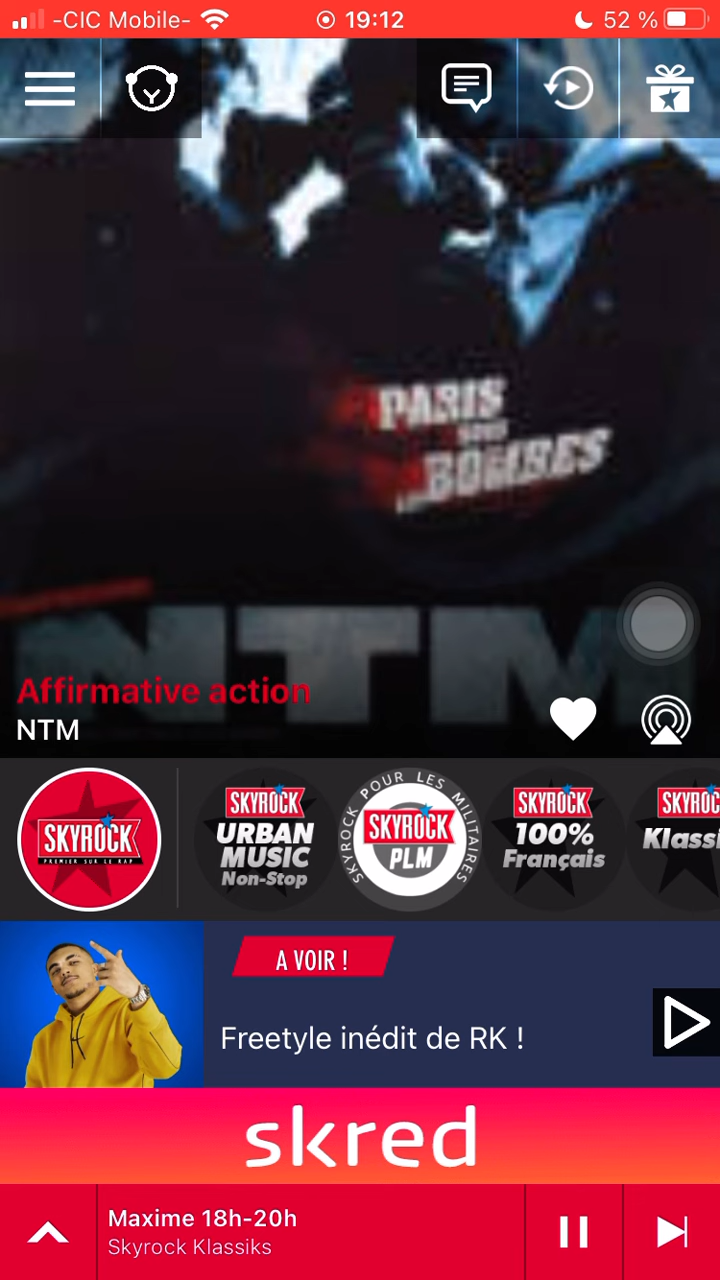 -CIC Mobile-
19:12
52 %
PARIS
SOUS
LES BOMBES
NTM
Affirmative action
NTM
SKYROCK
PREMIER SUR LE RAP
SKYROCK
URBAN
MUSIC
Non-Stop
SKYROCK POUR LES MILITAIRES
SKYROCK
PLM
SKYROCK
100%
Français
SKYROC
Klassi
A VOIR !
Freetyle inédit de RK !
skred
Maxime 18h-20h
Skyrock Klassiks